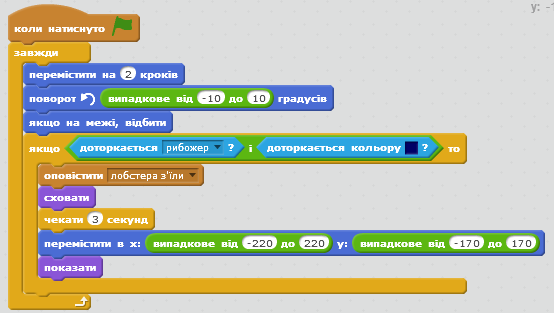 y: -1
коли натиснуто
завжди
перемістити на 2 кроків
поворот випадкове від -10 до 10 градусів
якщо на межі, відбити
якщо доторкається рибожер ? і доторкається кольору ? то
оповістити лобстера з'їли
сховати
чекати 3 секунд
перемістити в x: випадкове від -220 до 220 y: випадкове від -170 до 170
показати